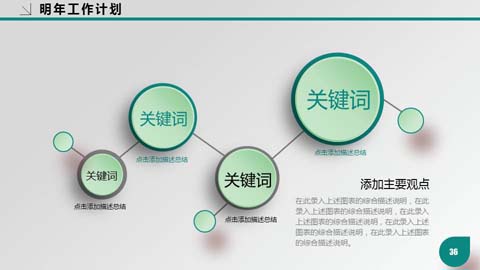 明年工作计划
关键词
点击添加描述总结
关键词
点击添加描述总结
关键词
点击添加描述总结
关键词
点击添加描述总结
添加主要观点
在此录入上述图表的综合描述说明，在此
录入上述图表的综合描述说明，在此录入
上述图表的综合描述说明，在此录入上述
图表的综合描述说明，在此录入上述图表
的综合描述说明。
36